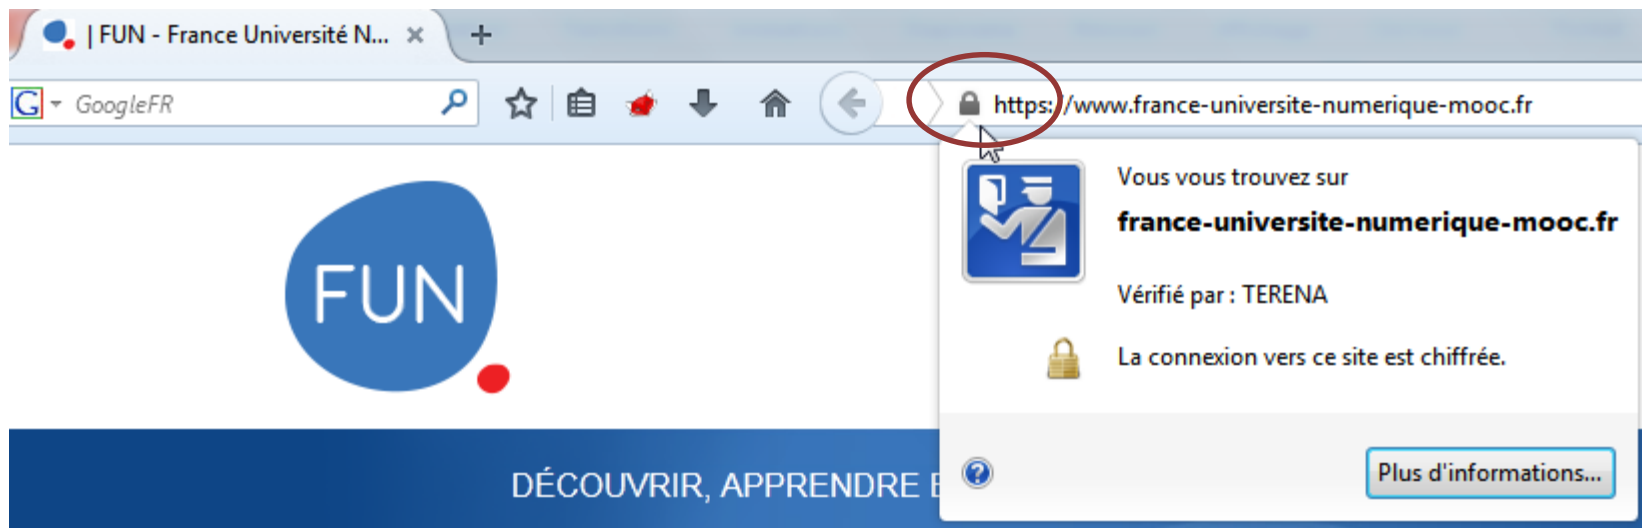 | FUN - France Université N...
GoogleFR
https://www.france-universite-numerique-mooc.fr
Vous vous trouvez sur
france-universite-numerique-mooc.fr
Vérifié par : TERENA
La connexion vers ce site est chiffrée.
Plus d'informations...
FUN
DÉCOUVRIR, APPRENDRE E